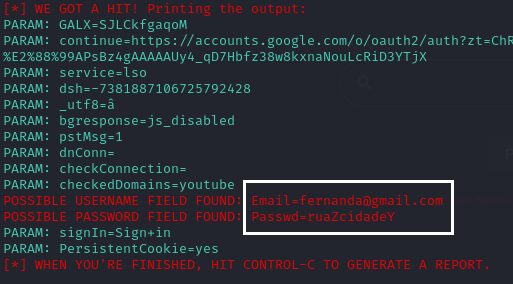 [*] WE GOT A HIT! Printing the output:
PARAM: GALX=SJLCkfgaqoM
PARAM: continue=https://accounts.google.com/o/oauth2/auth?zt=ChR
%E2%88%99APsBz4gAAAAAUy4_qD7Hbfz38w8kxnaNouLcRiD3YTjX
PARAM: service=lso
PARAM: dsh=-7381887106725792428
PARAM: _utf8=â
PARAM: bgresponse=js_disabled
PARAM: pstMsg=1
PARAM: dnConn=
PARAM: checkConnection=
PARAM: checkedDomains=youtube
POSSIBLE USERNAME FIELD FOUND: Email=fernanda@gmail.com
POSSIBLE PASSWORD FIELD FOUND: Passwd=ruaZcidadeY
PARAM: signIn=Sign+in
PARAM: PersistentCookie=yes
[*] WHEN YOU'RE FINISHED, HIT CONTROL-C TO GENERATE A REPORT.